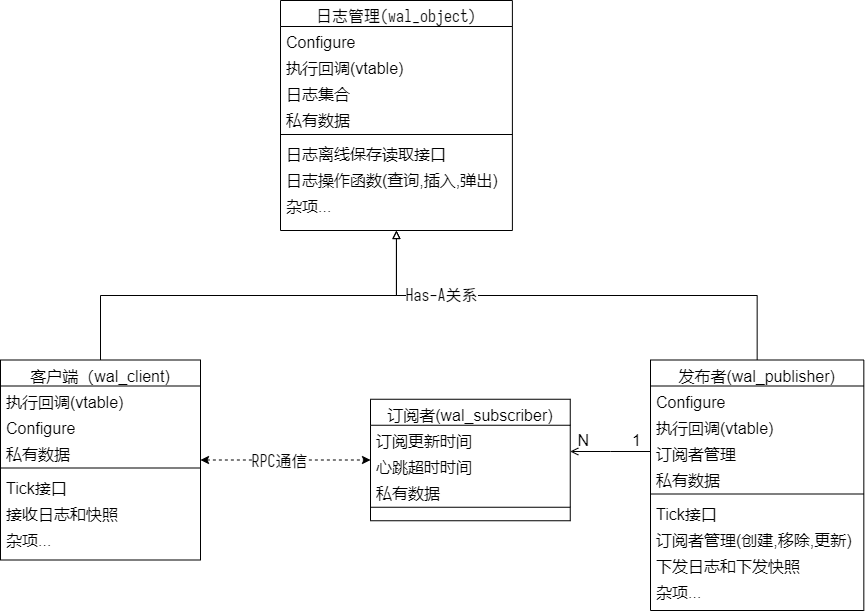 日志管理(wal_object)
Configure
执行回调(vtable)
日志集合
私有数据
日志离线保存读取接口
日志操作函数(查询,插入,弹出)
杂项...
Has-A关系
客户端（wal_client)
执行回调(vtable)
Configure
私有数据
Tick接口
接收日志和快照
杂项...
RPC通信
订阅者(wal_subscriber)
订阅更新时间
心跳超时时间
私有数据
N
1
发布者(wal_publisher)
Configure
执行回调(vtable)
订阅者管理
私有数据
Tick接口
订阅者管理(创建,移除,更新)
下发日志和下发快照
杂项...